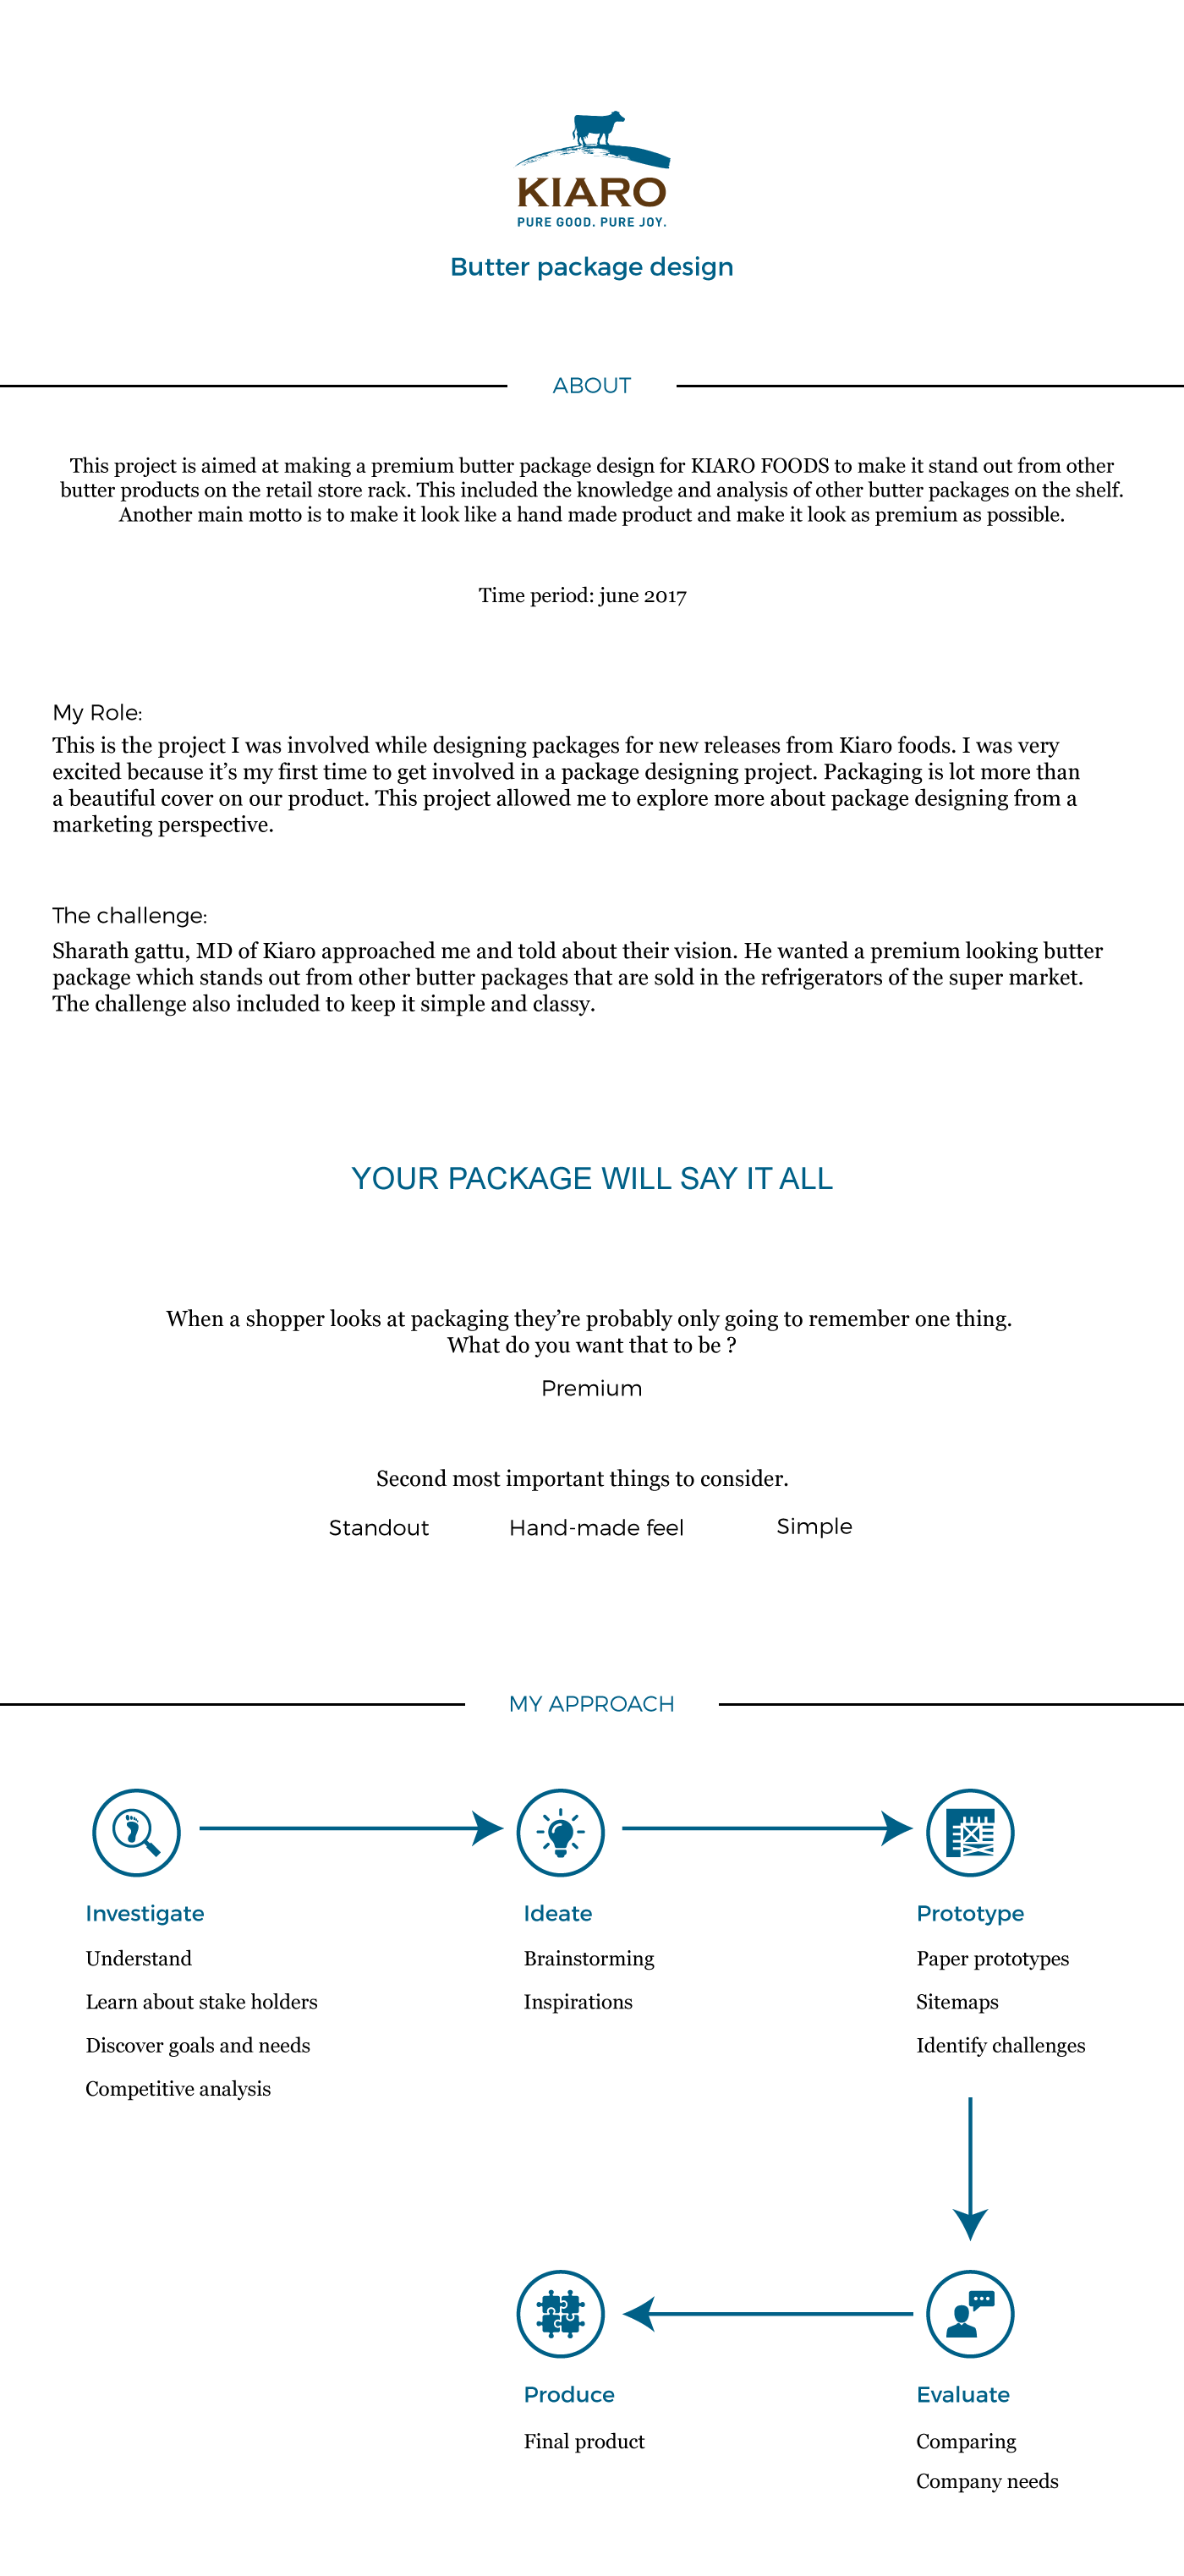 KIARO
PURE GOOD. PURE JOY.
Butter package design
ABOUT
This project is aimed at making a premium butter package design for KIARO FOODS to make it stand out from other
butter products on the retail store rack. This included the knowledge and analysis of other butter packages on the shelf.
Another main motto is to make it look like a hand made product and make it look as premium as possible.
Time period: june 2017
My Role:
This is the project I was involved while designing packages for new releases from Kiaro foods. I was very
excited because it’s my first time to get involved in a package designing project. Packaging is lot more than
a beautiful cover on our product. This project allowed me to explore more about package designing from a
marketing perspective.
The challenge:
Sharath gattu, MD of Kiaro approached me and told about their vision. He wanted a premium looking butter
package which stands out from other butter packages that are sold in the refrigerators of the super market.
The challenge also included to keep it simple and classy.
YOUR PACKAGE WILL SAY IT ALL
When a shopper looks at packaging they’re probably only going to remember one thing.
What do you want that to be ?
Premium
Second most important things to consider.
Standout Hand-made feel Simple
MY APPROACH
Investigate
Understand
Learn about stake holders
Discover goals and needs
Competitive analysis
Ideate
Brainstorming
Inspirations
Prototype
Paper prototypes
Sitemaps
Identify challenges
Evaluate
Comparing
Company needs
Produce
Final product